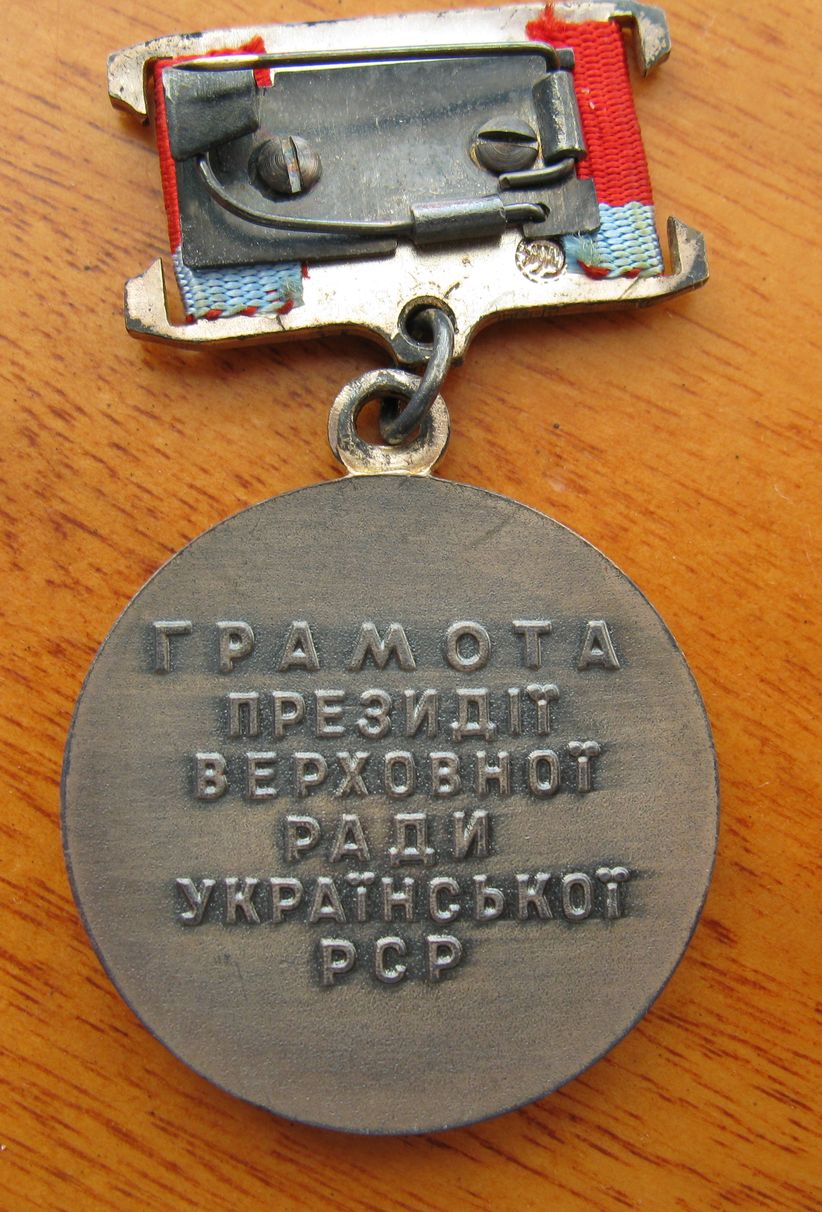 ГРАМОТА
ПРЕЗИДІЇ
ВЕРХОВНОЇ
РАДИ
УКРАЇНСЬКОЇ
РСР